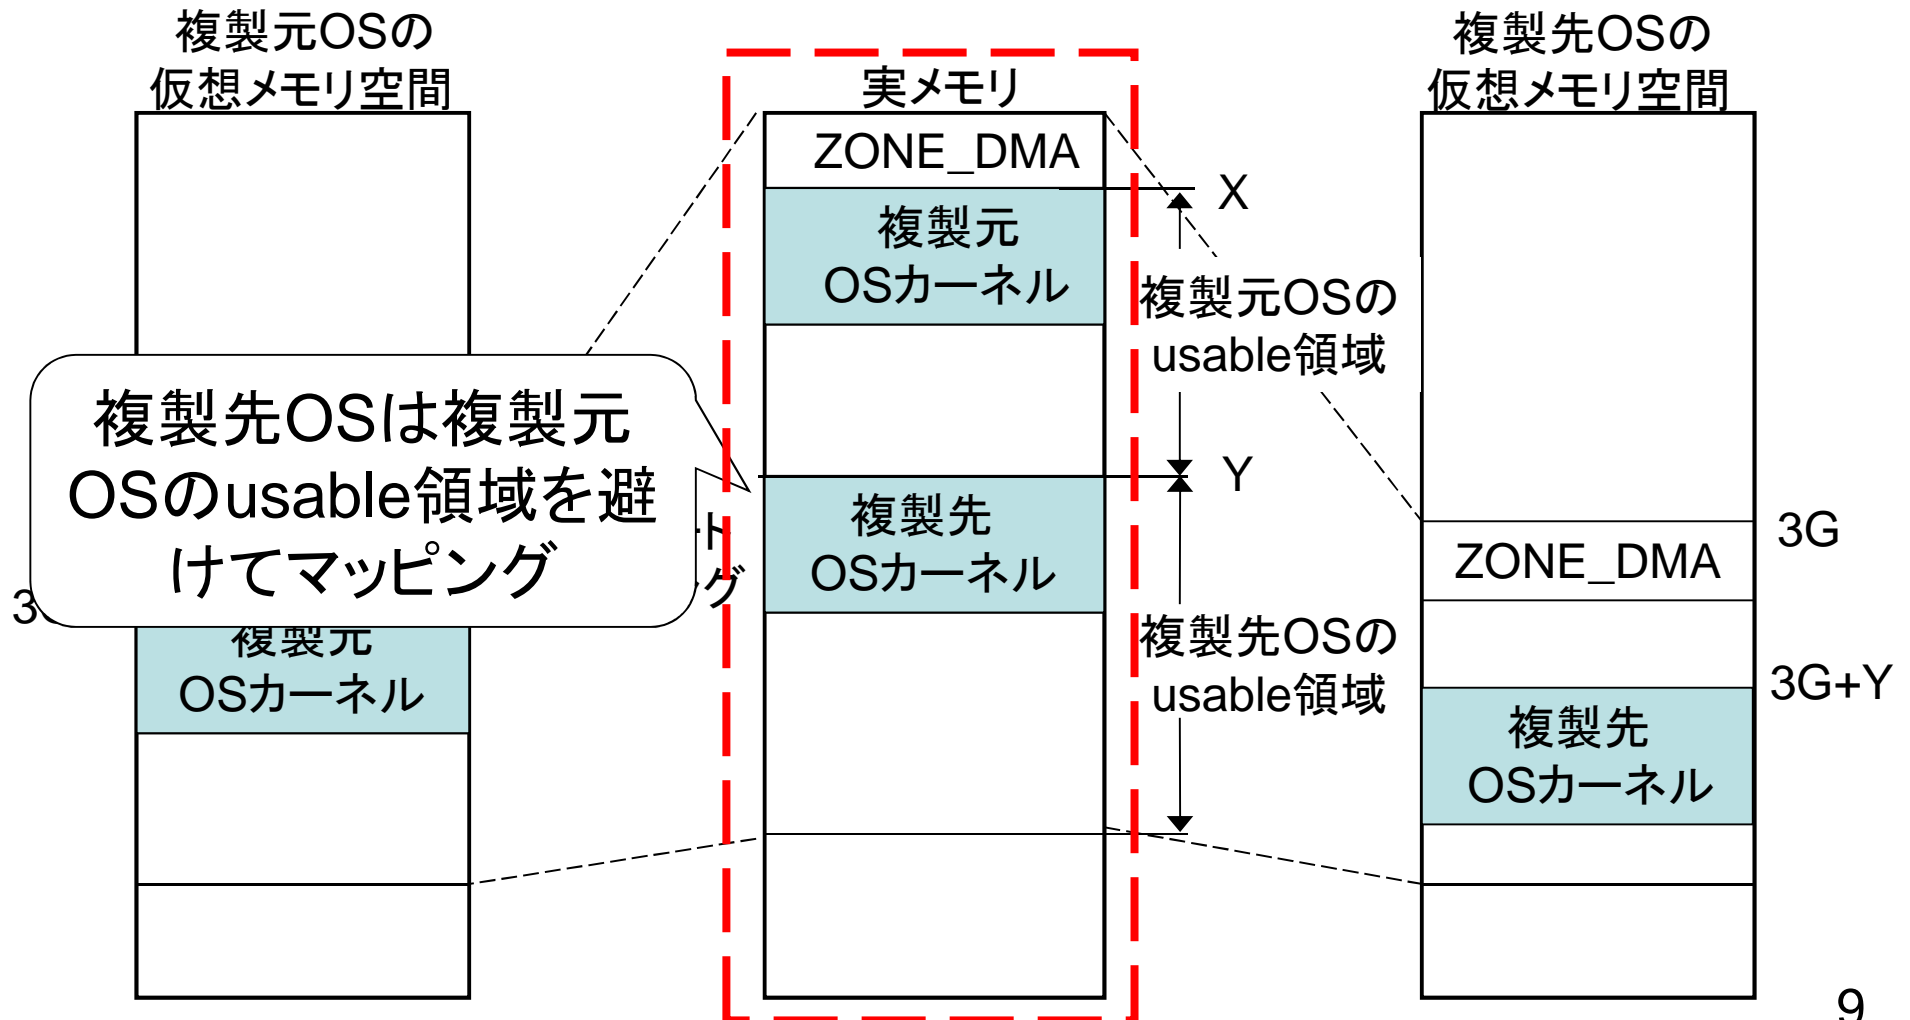 複製元OSの
仮想メモリ空間
複製元
OSカーネル
複製先OSは複製元
OSのusable領域を避
けてマッピング
実メモリ
ZONE_DMA
複製元
OSカーネル
複製先
OSカーネル
X
複製元OSの
usable領域
Y
複製先OSの
usable領域
複製先OSの
仮想メモリ空間
ZONE_DMA
複製先
OSカーネル
3G
3G+Y
9